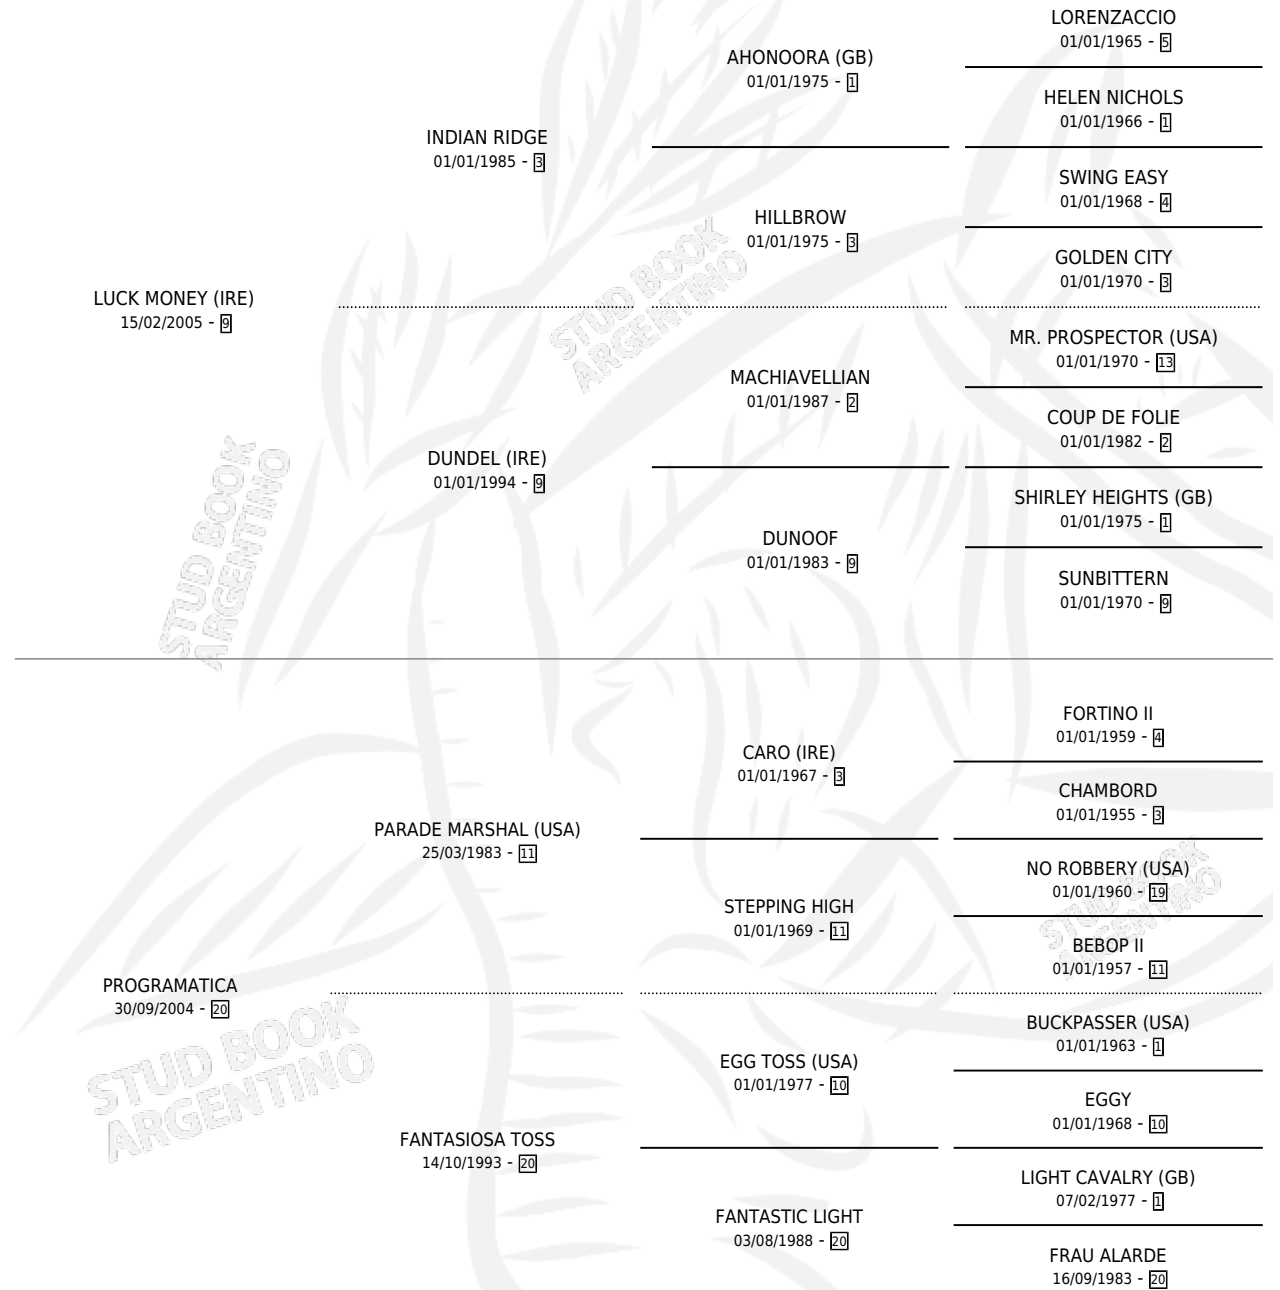 LORENZACCIO
01/01/1965 - 5
AHONOORA (GB)
01/01/1975 - 1
HELEN NICHOLS
01/01/1966 - 1
INDIAN RIDGE
01/01/1985 - 3
SWING EASY
01/01/1968 - 4
HILLBROW
01/01/1975 - 3
GOLDEN CITY
01/01/1970 - 3
LUCK MONEY (IRE)
15/02/2005 - 9
MR. PROSPECTOR (USA)
01/01/1970 - 13
MACHIAVELLIAN
01/01/1987 - 2
COUP DE FOLIE
01/01/1982 - 2
DUNDEL (IRE)
01/01/1994 - 9
SHIRLEY HEIGHTS (GB)
01/01/1975 - 1
DUNOOF
01/01/1983 - 9
SUNBITTERN
01/01/1970 - 9
FORTINO II
01/01/1959 - 4
CARO (IRE)
01/01/1967 - 3
CHAMBORD
01/01/1955 - 3
PARADE MARSHAL (USA)
25/03/1983 - 11
NO ROBBERY (USA)
01/01/1960 - 19
STEPPING HIGH
01/01/1969 - 11
BEBOP II
01/01/1957 - 11
PROGRAMATICA
30/09/2004 - 20
BUCKPASSER (USA)
01/01/1963 - 1
EGG TOSS (USA)
01/01/1977 - 10
EGGY
01/01/1968 - 10
FANTASIOSA TOSS
14/10/1993 - 20
LIGHT CAVALRY (GB)
07/02/1977 - 1
FANTASTIC LIGHT
03/08/1988 - 20
FRAU ALARDE
16/09/1983 - 20
STUD BOOK
ARGENTINO
STUD BOOK
ARGENTINO
STUD BOOK
ARGENTINO
STUD BOOK
ARGENTINO